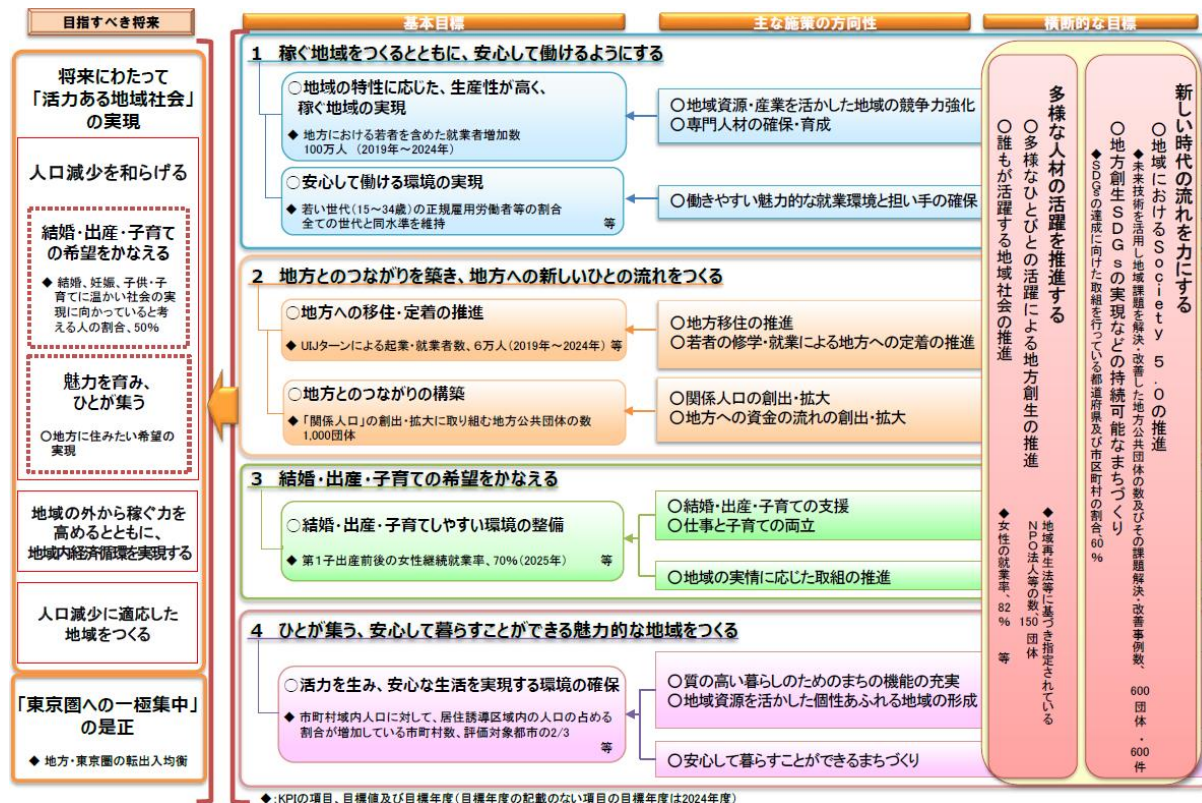 目指すべき将来
基本目標
主な施策の方向性
横断的な目標
将来にわたって
「活力ある地域社会」
の実現
人口減少を和らげる
結婚・出産・子育て
の希望をかなえる
◆ 結婚、妊娠、子供・子
育てに温かい社会の実
現に向かっていると考
える人の割合、50%
魅力を育み、
ひとが集う
○地方に住みたい希望の
実現
地域の外から稼ぐ力を
高めるとともに、
地域内経済循環を実現する
人口減少に適応した
地域をつくる
「東京圏への一極集中」
の是正
◆ 地方・東京圏の転出入均衡
1 稼ぐ地域をつくるとともに、安心して働けるようにする
○地域の特性に応じた、生産性が高く、
稼ぐ地域の実現
◆ 地方における若者を含めた就業者増加数
100万人 (2019年~2024年)
○地域資源・産業を活かした地域の競争力強化
○専門人材の確保・育成
○安心して働ける環境の実現
◆ 若い世代(15~34歳)の正規雇用労働者等の割合
全ての世代と同水準を維持 等
○働きやすい魅力的な就業環境と担い手の確保
2 地方とのつながりを築き、地方への新しいひとの流れをつくる
○地方への移住・定着の推進
◆ UIJターンによる起業・就業者数、6万人(2019年~2024年) 等
○地方移住の推進
○若者の修学・就業による地方への定着の推進
○地方とのつながりの構築
◆ 「関係人口」の創出・拡大に取り組む地方公共団体の数
1,000団体
○関係人口の創出・拡大
○地方への資金の流れの創出・拡大
3 結婚・出産・子育ての希望をかなえる
○結婚・出産・子育てしやすい環境の整備
◆ 第1子出産前後の女性継続就業率、70%(2025年) 等
○結婚・出産・子育ての支援
○仕事と子育ての両立
○地域の実情に応じた取組の推進
4 ひとが集う、安心して暮らすことができる魅力的な地域をつくる
○活力を生み、安心な生活を実現する環境の確保
◆ 市町村域内人口に対して、居住誘導区域内の人口の占める
割合が増加している市町村数、評価対象都市の2/3
等
○質の高い暮らしのためのまちの機能の充実
○地域資源を活かした個性あふれる地域の形成
○安心して暮らすことができるまちづくり
新しい時代の流れを力にする
○地域におけるSociety 5.0の推進
◆未来技術を活用し地域課題を解決・改善した地方公共団体の数及びその課題解決・改善事例数、600団体・600件
○地方創生SDGsの実現などの持続可能なまちづくり
◆SDGsの達成に向けた取組を行っている都道府県及び市区町村の割合、60%
多様な人材の活躍を推進する
○多様なひとびとの活躍による地方創生の推進
◆地域再生法等に基づき指定されている
NPO法人等の数、150団体
○誰もが活躍する地域社会の推進
◆女性の就業率、82% 等
◆:KPIの項目、目標値及び目標年度(目標年度の記載のない項目の目標年度は2024年度)